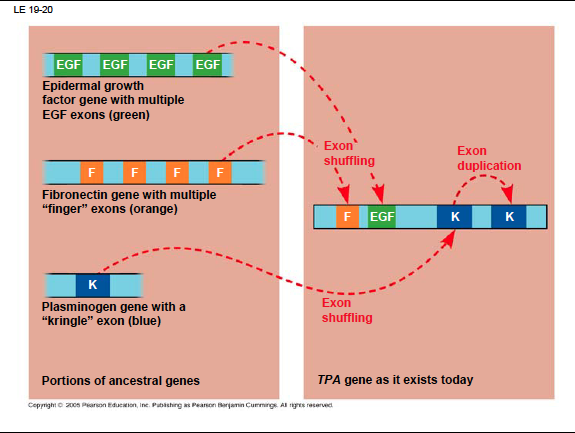 LE 19-20
EGF EGF EGF EGF
Epidermal growth
factor gene with multiple
EGF exons (green)
F F F F
Fibronectin gene with multiple
“finger” exons (orange)
K
Plasminogen gene with a
“kringle” exon (blue)
Portions of ancestral genes
Exon
shuffling
Exon
duplication
F EGF K K
Exon
shuffling
TPA gene as it exists today
Copyright © 2005 Pearson Education, Inc. Publishing as Pearson Benjamin Cummings. All rights reserved.